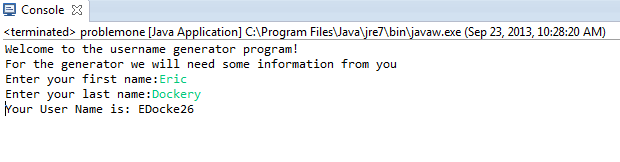 Console
<terminated> problemone [Java Application] C:\Program Files\Java\jre7\bin\javaw.exe (Sep 23, 2013, 10:28:20 AM)
Welcome to the username generator program!
For the generator we will need some information from you
Enter your first name:Eric
Enter your last name:Dockery
Your User Name is: EDocke26